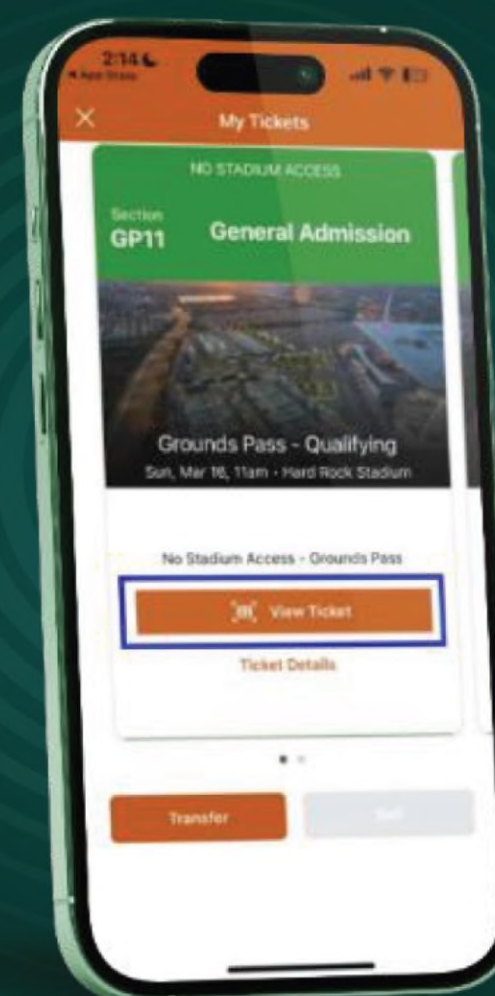 2:14
App Store
My Tickets
NO STADIUM ACCESS
Section
GP11
General Admission
Grounds Pass - Qualifying
Sun, Mar 16, 11am • Hard Rock Stadium
No Stadium Access - Grounds Pass
View Ticket
Ticket Details
Transfer
Sell